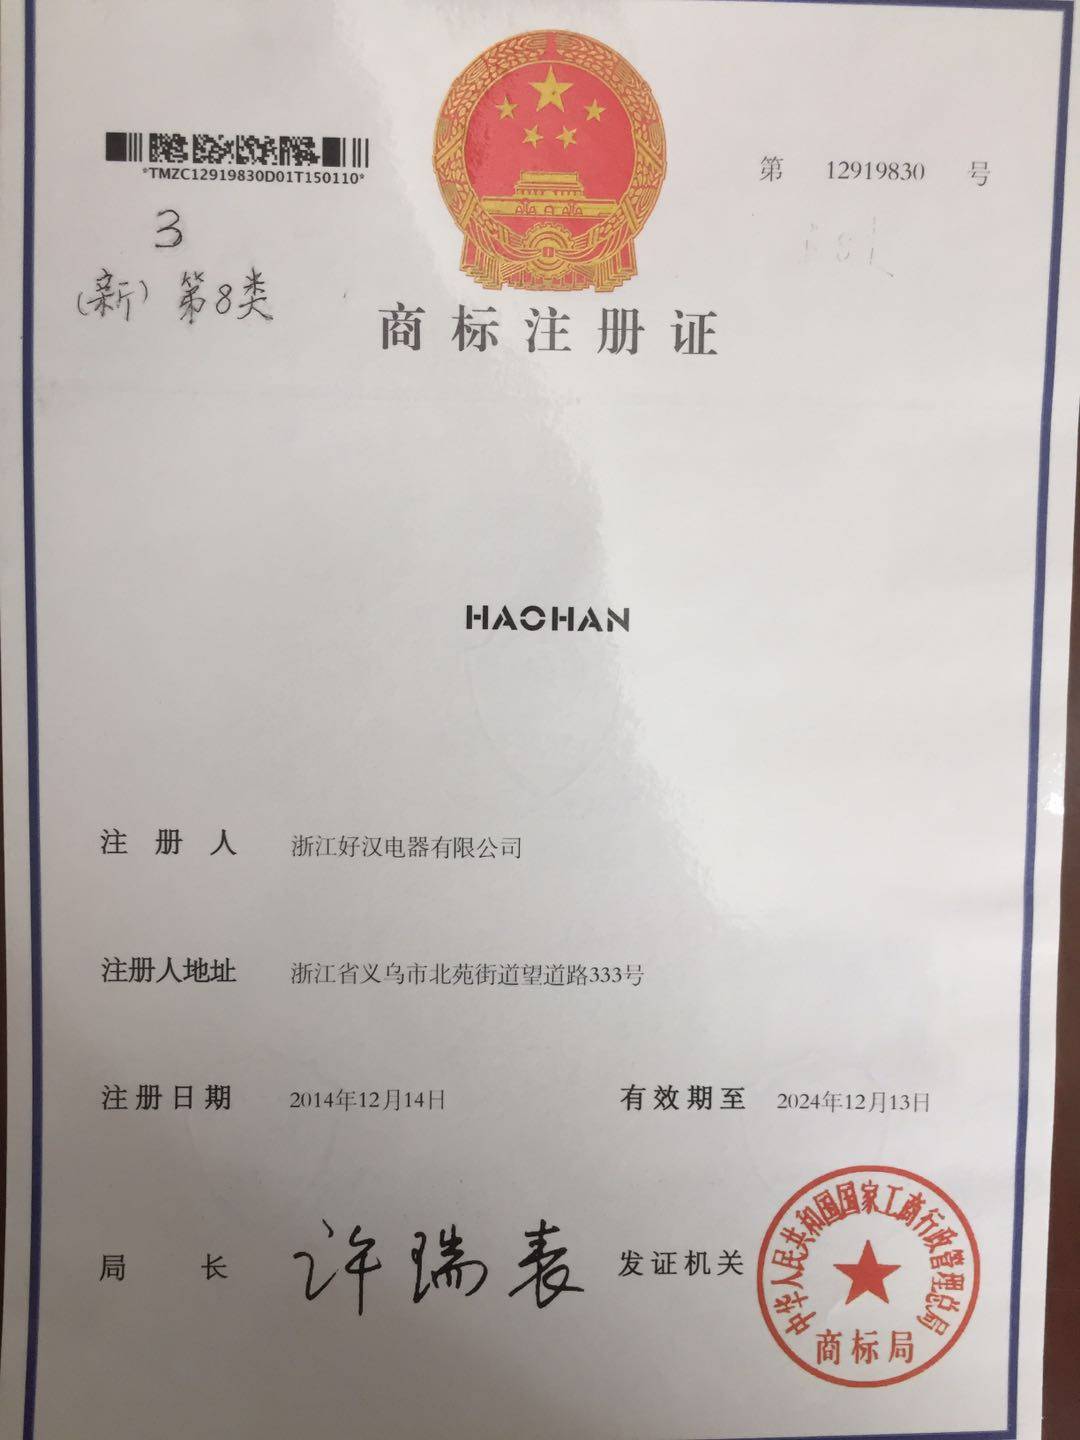 *TMZC12919830D01T150110*
第 12919830 号
3
(新) 第8类
商标注册证
HAOHAN
注册人 浙江好汉电器有限公司
注册人地址 浙江省义乌市北苑街道望道路333号
注册日期 2014年12月14日 有效期至 2024年12月13日
局长 许瑞表 发证机关
中华人民共和国国家工商行政管理总局
商标局